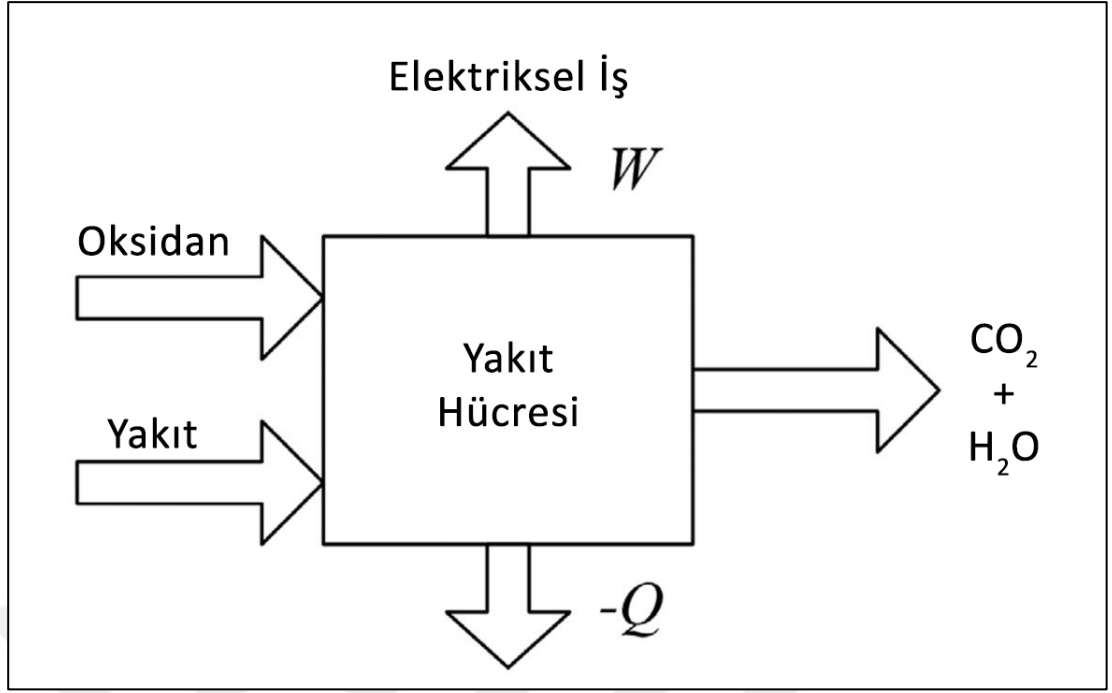 Elektriksel İş
W
Oksidan
Yakıt
Yakıt
Hücresi
CO₂
+
H₂O
-Q